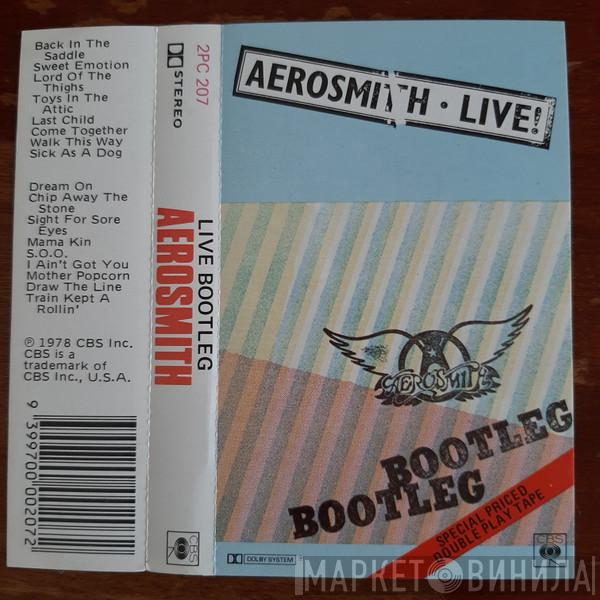 Back In The
Saddle
Sweet Emotion
Lord Of The
Thighs
Toys In The
Attic
Last Child
Come Together
Walk This Way
Sick As A Dog
Dream On
Chip Away The
Stone
Sight For Sore
Eyes
Mama Kin
S.O.S.
I Ain't Got You
Mother Popcorn
Draw The Line
Train Kept A
Rollin'
℗ 1978 CBS Inc.
CBS is a
trademark of
CBS Inc., U.S.A.
9 399700 002072
2PC 207
STEREO
LIVE BOOTLEG
AEROSMITH
AEROSMITH · LIVE!
AEROSMITH
BOOTLEG
BOOTLEG
SPECIAL PRICED
DOUBLE PLAY TAPE
DOLBY SYSTEM
CBS
МАРКЕТ ВИНИЛА